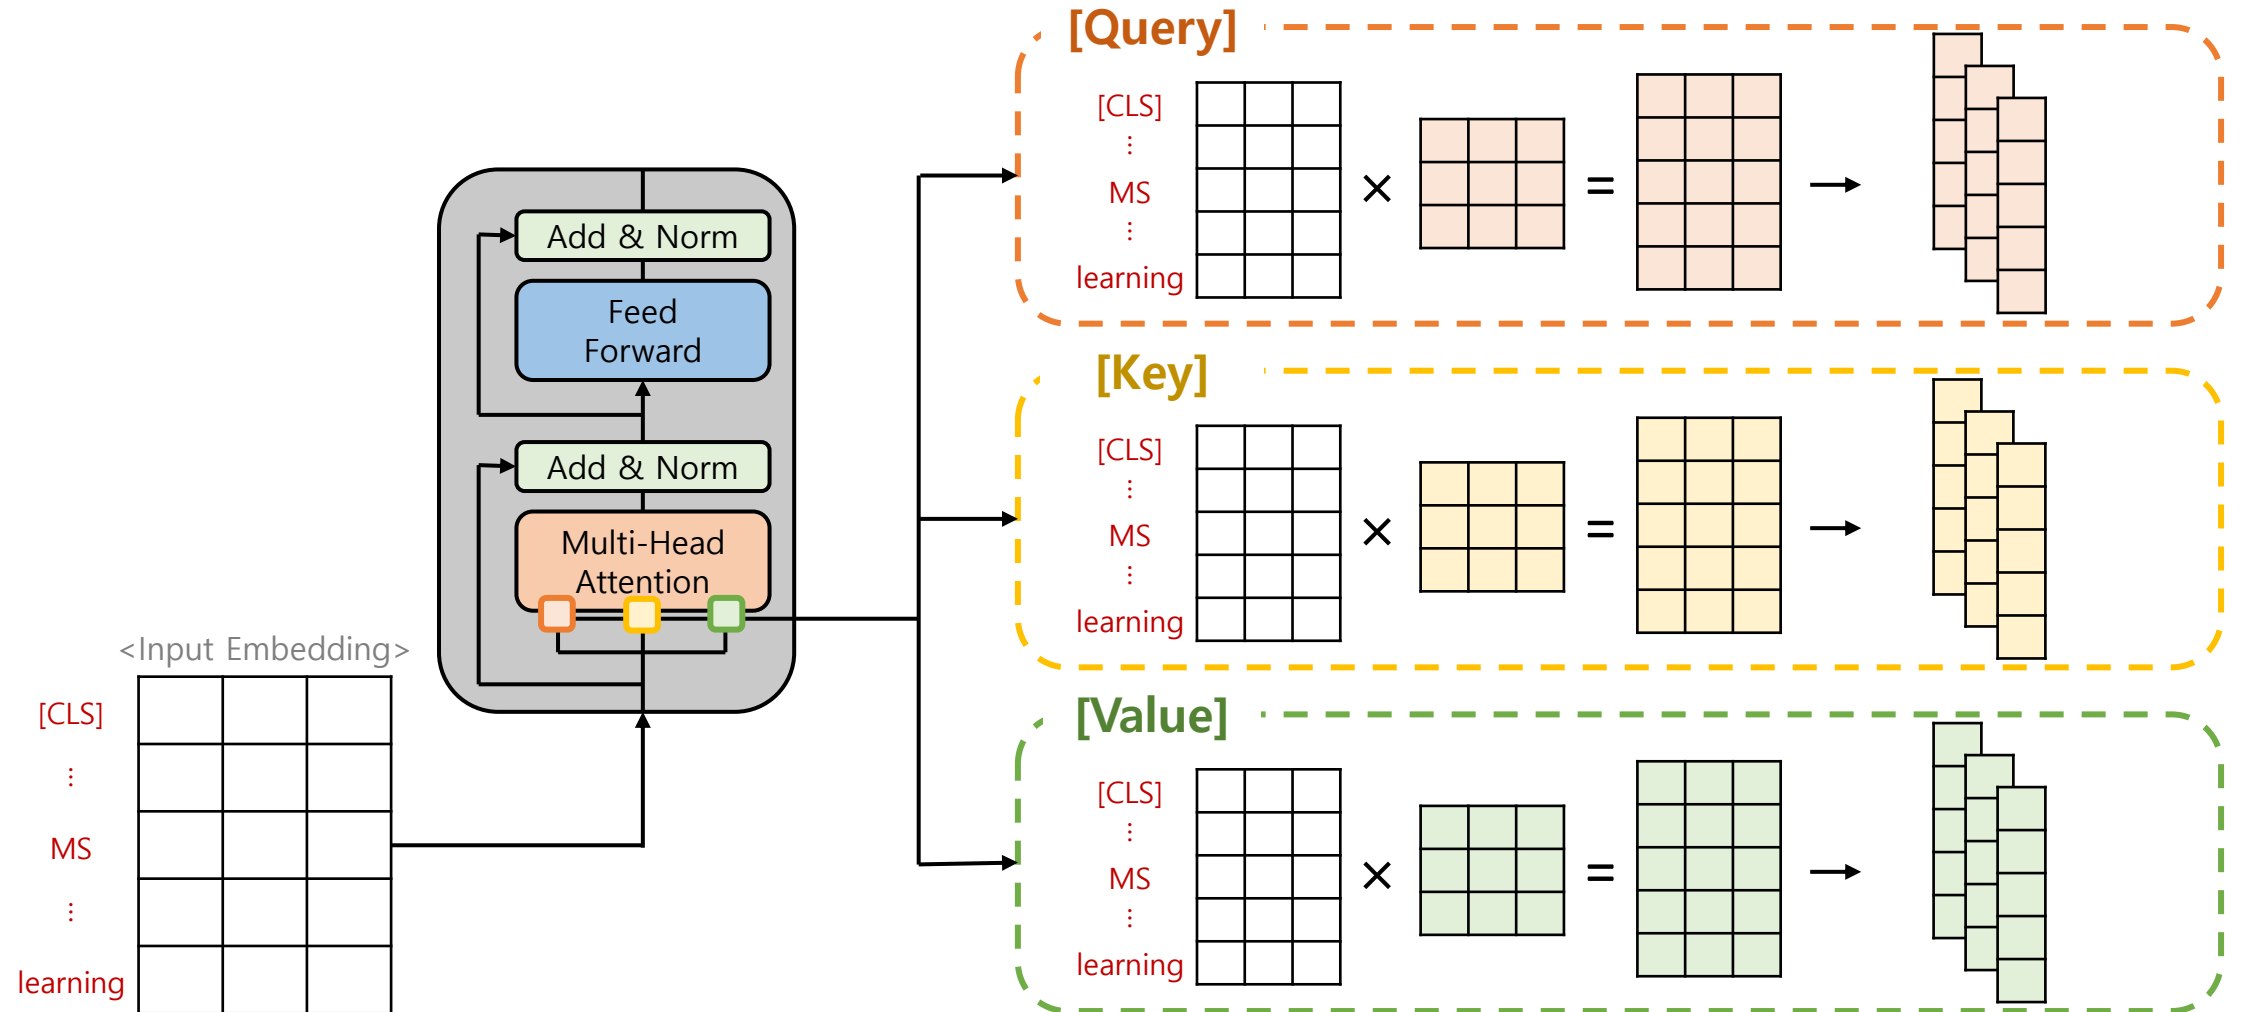 [Query]
[CLS]
⋮
MS
⋮
learning
×
=
Add & Norm
Feed
Forward
Add & Norm
Multi-Head
Attention
[Key]
[CLS]
⋮
MS
⋮
learning
×
=
<Input Embedding>
[CLS]
⋮
MS
⋮
learning
[Value]
[CLS]
⋮
MS
⋮
learning
×
=